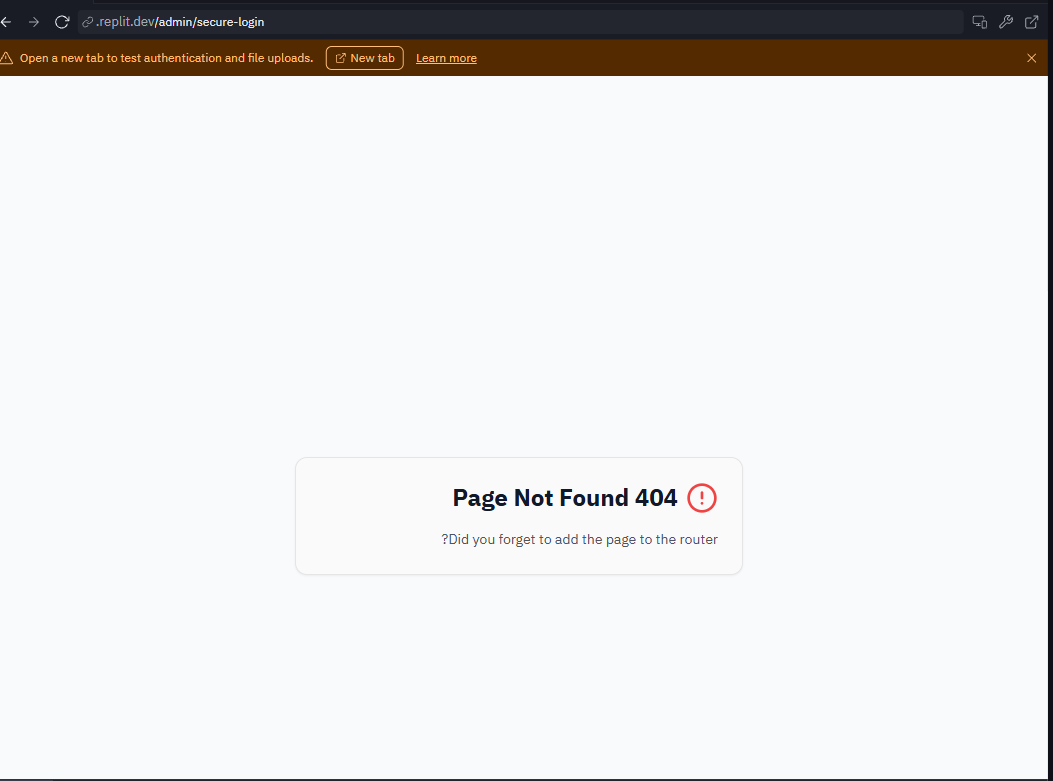 .replit.dev/admin/secure-login
Open a new tab to test authentication and file uploads. New tab Learn more
Page Not Found 404
?Did you forget to add the page to the router